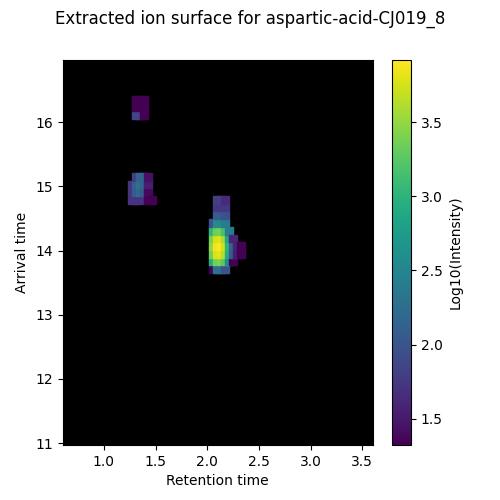 Extracted ion surface for aspartic-acid-CJ019_8
16
15
14
13
12
11
Arrival time
1.0 1.5 2.0 2.5 3.0 3.5
Retention time
3.5
3.0
2.5
2.0
1.5
Log10(Intensity)